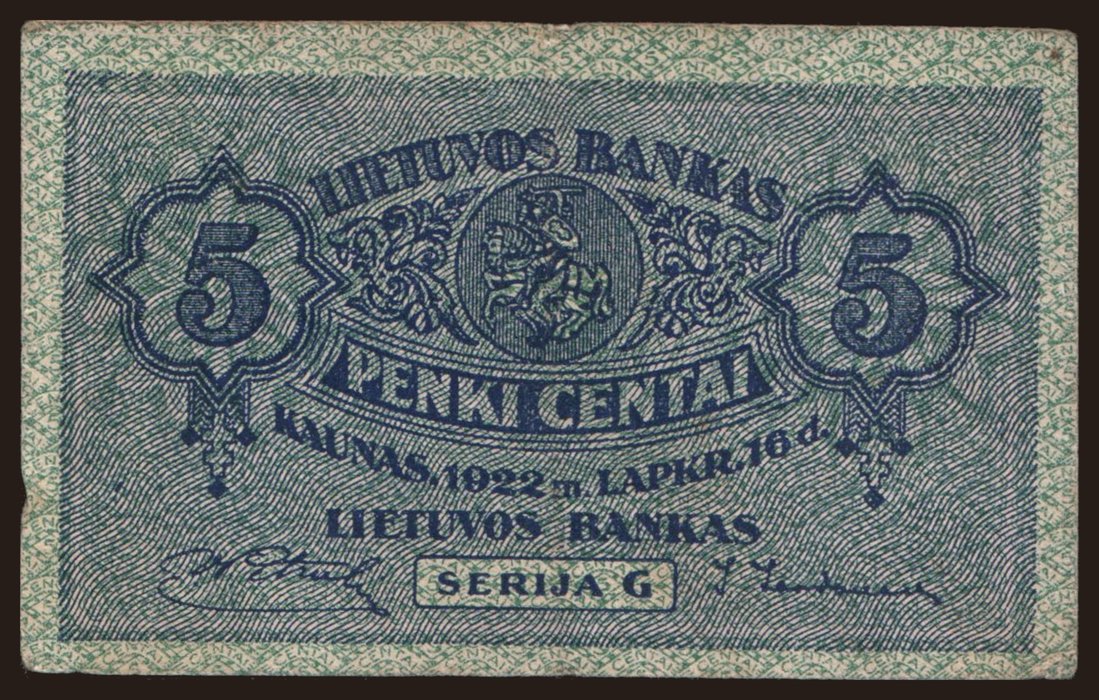 LIETUVOS BANKAS
5 5
PENKI CENTAI
KAUNAS, 1922 m. LAPKR. 16 d.
LIETUVOS BANKAS
SERIJA G